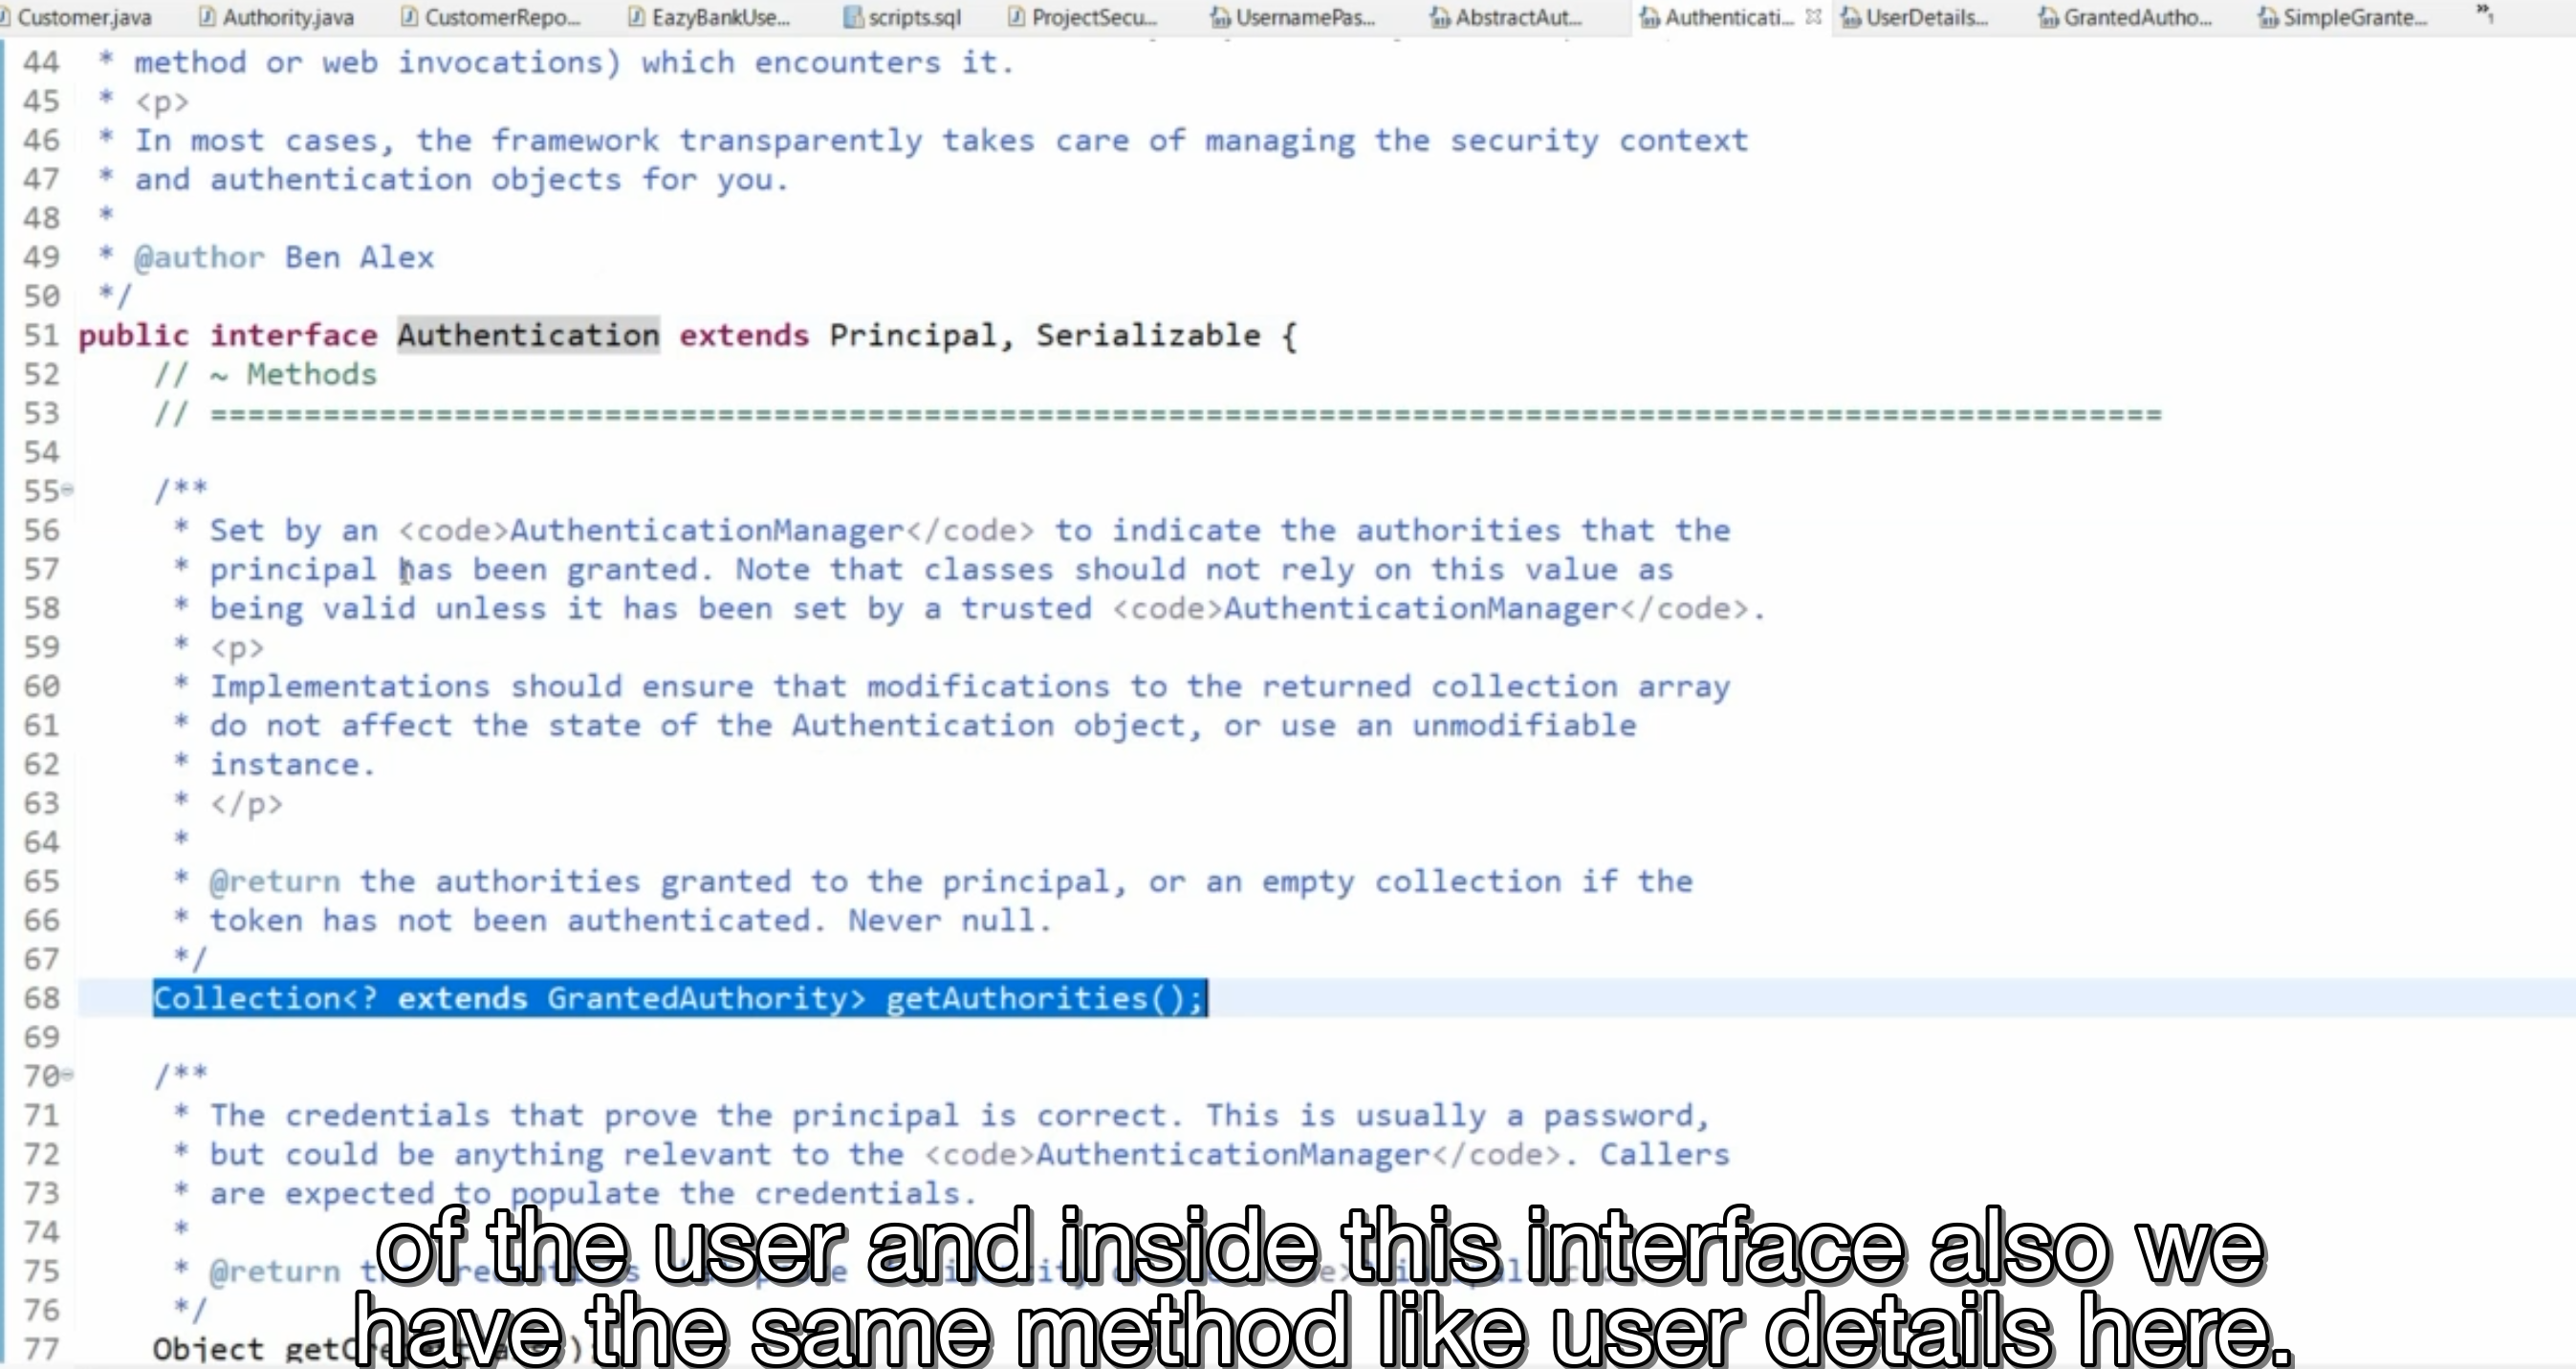 Customer.java Authority.java CustomerRepo... EazyBankUse... scripts.sql ProjectSecu... UsernamePas... AbstractAut... Authenticati... UserDetails... GrantedAutho... SimpleGrante... »1
44 * method or web invocations) which encounters it.
45 * <p>
46 * In most cases, the framework transparently takes care of managing the security context
47 * and authentication objects for you.
48 *
49 * @author Ben Alex
50 */
51 public interface Authentication extends Principal, Serializable {
52 // ~ Methods
53 // ========================================================================================================
54
55 /**
56 * Set by an <code>AuthenticationManager</code> to indicate the authorities that the
57 * principal has been granted. Note that classes should not rely on this value as
58 * being valid unless it has been set by a trusted <code>AuthenticationManager</code>.
59 * <p>
60 * Implementations should ensure that modifications to the returned collection array
61 * do not affect the state of the Authentication object, or use an unmodifiable
62 * instance.
63 * </p>
64 *
65 * @return the authorities granted to the principal, or an empty collection if the
66 * token has not been authenticated. Never null.
67 */
68 Collection<? extends GrantedAuthority> getAuthorities();
69
70 /**
71 * The credentials that prove the principal is correct. This is usually a password,
72 * but could be anything relevant to the <code>AuthenticationManager</code>. Callers
73 * are expected to populate the credentials.
74 *
of the user and inside this interface also we
75 * @return
76 */
have the same method like user details here.
77 Object